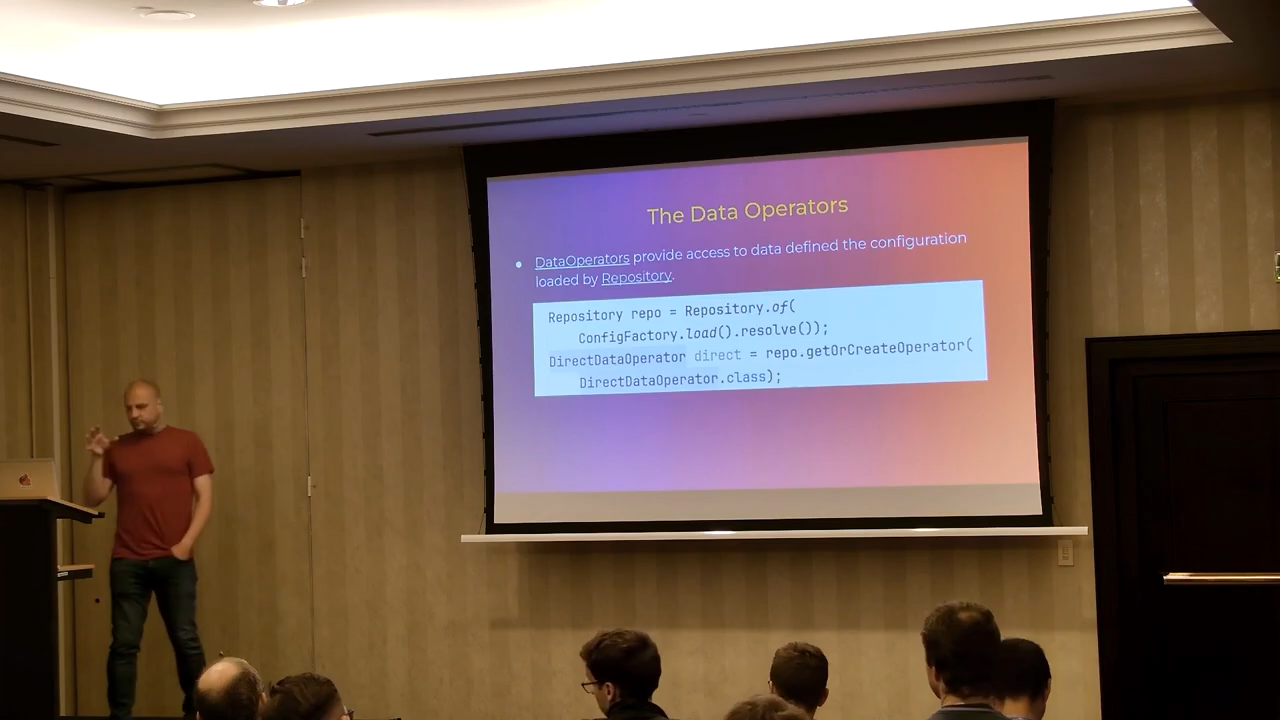 The Data Operators
DataOperators provide access to data defined the configuration
loaded by Repository.
Repository repo = Repository.of(
ConfigFactory.load().resolve());
DirectDataOperator direct = repo.getOrCreateOperator(
DirectDataOperator.class);